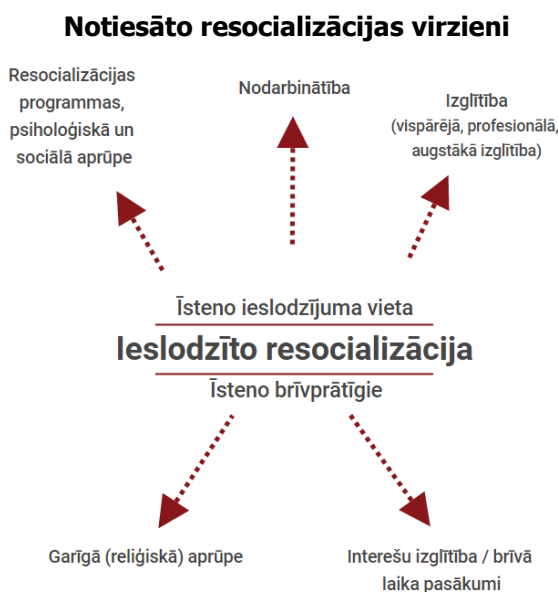 Notiesāto resocializācijas virzieni
Resocializācijas
programmas,
psiholoģiskā un
sociālā aprūpe
Nodarbinātība
Izglītība
(vispārējā, profesionālā,
augstākā izglītība)
Īsteno ieslodzījuma vieta
Ieslodzīto resocializācija
Īsteno brīvprātīgie
Garīgā (reliģiskā) aprūpe
Interešu izglītība / brīvā
laika pasākumi